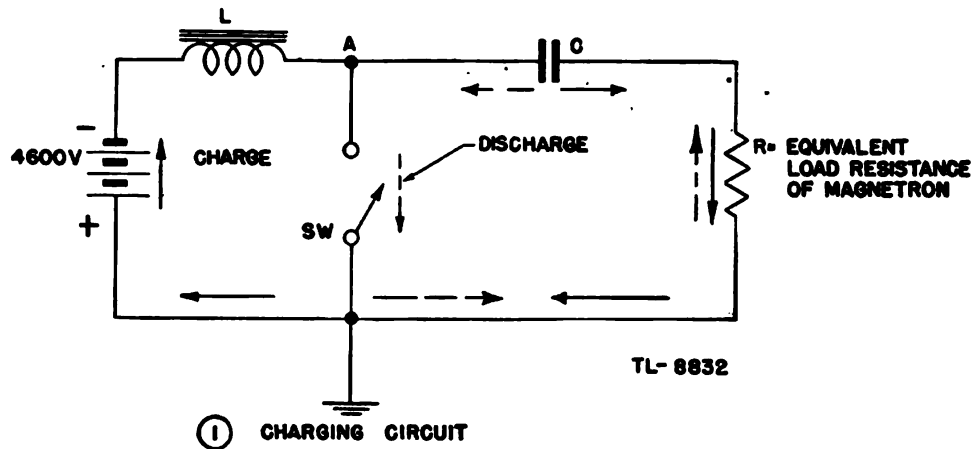 L
A
C
-
4600V
CHARGE
DISCHARGE
R= EQUIVALENT
LOAD RESISTANCE
OF MAGNETRON
+
SW
TL-8832
1 CHARGING CIRCUIT